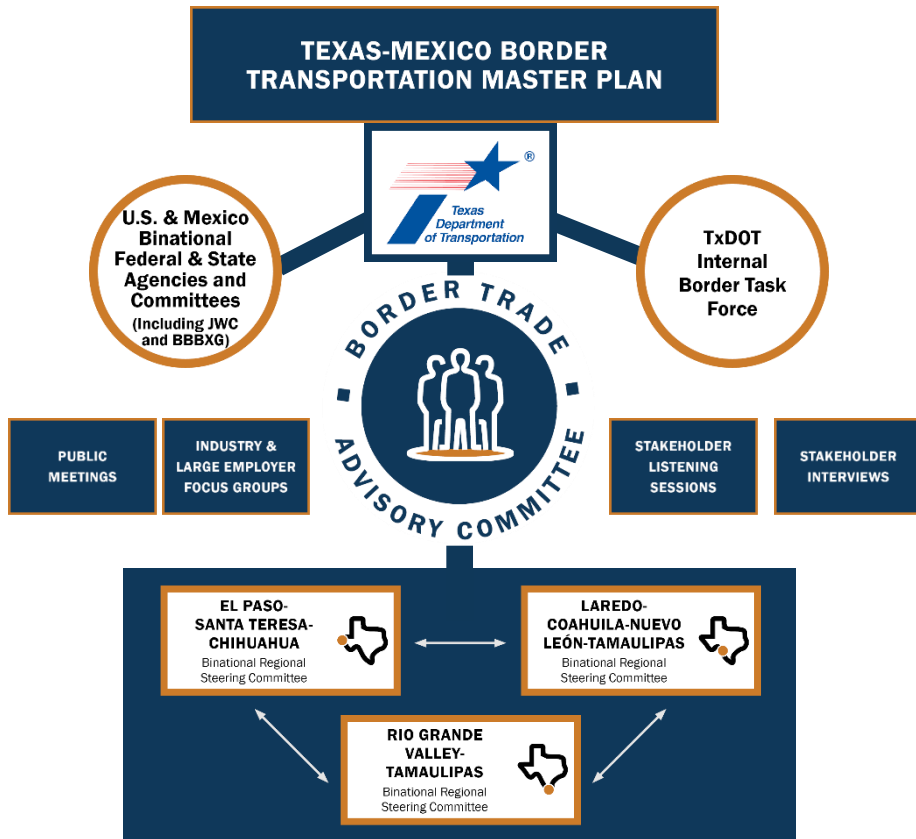 TEXAS-MEXICO BORDER
TRANSPORTATION MASTER PLAN
®
Texas
Department
of Transportation
U.S. & Mexico
Binational
Federal & State
Agencies and
Committees
(Including JWC
and BBBXG)
TxDOT
Internal
Border Task
Force
BORDER TRADE
ADVISORY COMMITTEE
PUBLIC
MEETINGS
INDUSTRY &
LARGE EMPLOYER
FOCUS GROUPS
STAKEHOLDER
LISTENING
SESSIONS
STAKEHOLDER
INTERVIEWS
EL PASO-
SANTA TERESA-
CHIHUAHUA
Binational Regional
Steering Committee
LAREDO-
COAHUILA-NUEVO
LEÓN-TAMAULIPAS
Binational Regional
Steering Committee
RIO GRANDE
VALLEY-
TAMAULIPAS
Binational Regional
Steering Committee